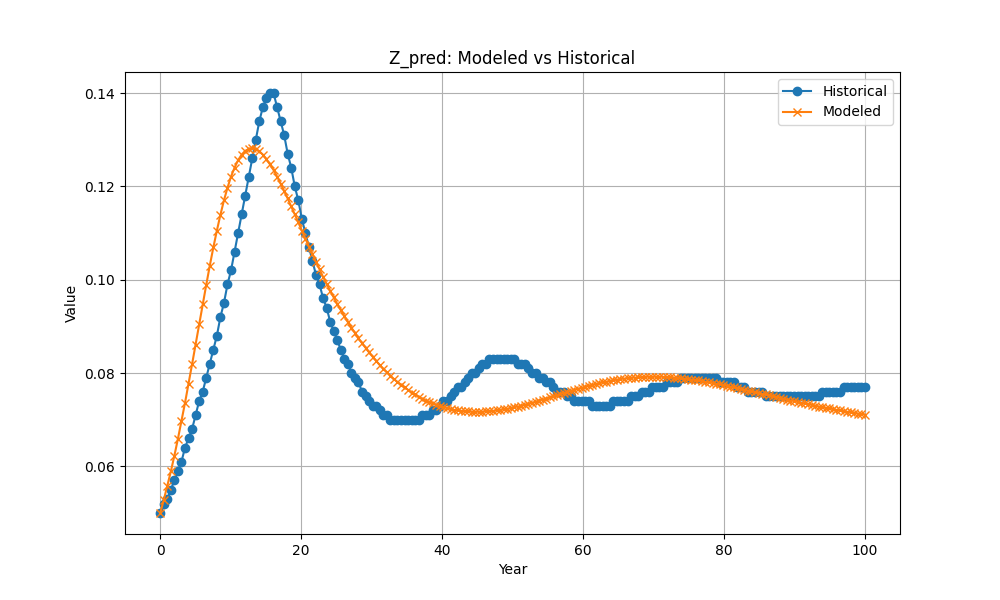 Z_pred: Modeled vs Historical
Historical
Modeled
Value
0.14
0.12
0.10
0.08
0.06
0
20
40
60
80
100
Year